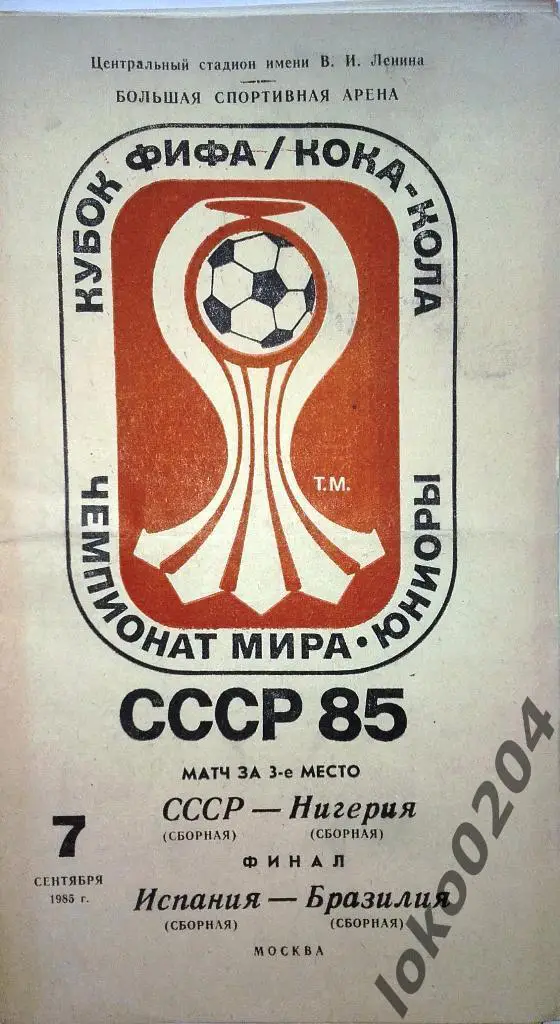 Центральный стадион имени В. И. Ленина
БОЛЬШАЯ СПОРТИВНАЯ АРЕНА
КУБОК ФИФА / КОКА-КОЛА
Т.М.
ЧЕМПИОНАТ МИРА • ЮНИОРЫ
СССР 85
МАТЧ ЗА 3-е МЕСТО
СССР — Нигерия
(СБОРНАЯ) (СБОРНАЯ)
7
СЕНТЯБРЯ
1985 г.
ФИНАЛ
Испания — Бразилия
(СБОРНАЯ) (СБОРНАЯ)
МОСКВА
loko00204